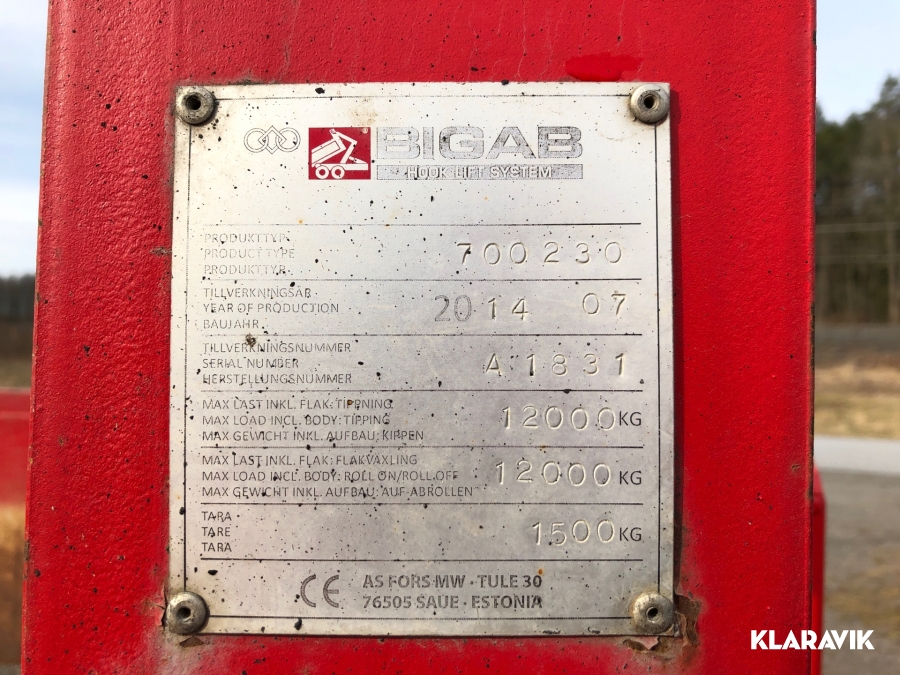 BIGAB
HOOK LIFT SYSTEM
PRODUKTTYP
PRODUCT TYPE 700230
PRODUKTTYP
TILLVERKNINGSÅR
YEAR OF PRODUCTION 2014 07
BAUJAHR
TILLVERKNINGSNUMMER
SERIAL NUMBER A1831
HERSTELLUNGSNUMMER
MAX LAST INKL. FLAK: TIPPNING
MAX LOAD INCL. BODY: TIPPING 12000 KG
MAX GEWICHT INKL. AUFBAU: KIPPEN
MAX LAST INKL. FLAK: FLAKVÄXLING
MAX LOAD INCL. BODY: ROLL ON/ROLL OFF 12000 KG
MAX GEWICHT INKL. AUFBAU: AUF-ABROLLEN
TARA
TARE 1500 KG
TARA
CE AS FORS MW · TULE 30
76505 SAUE · ESTONIA
KLARAVIK